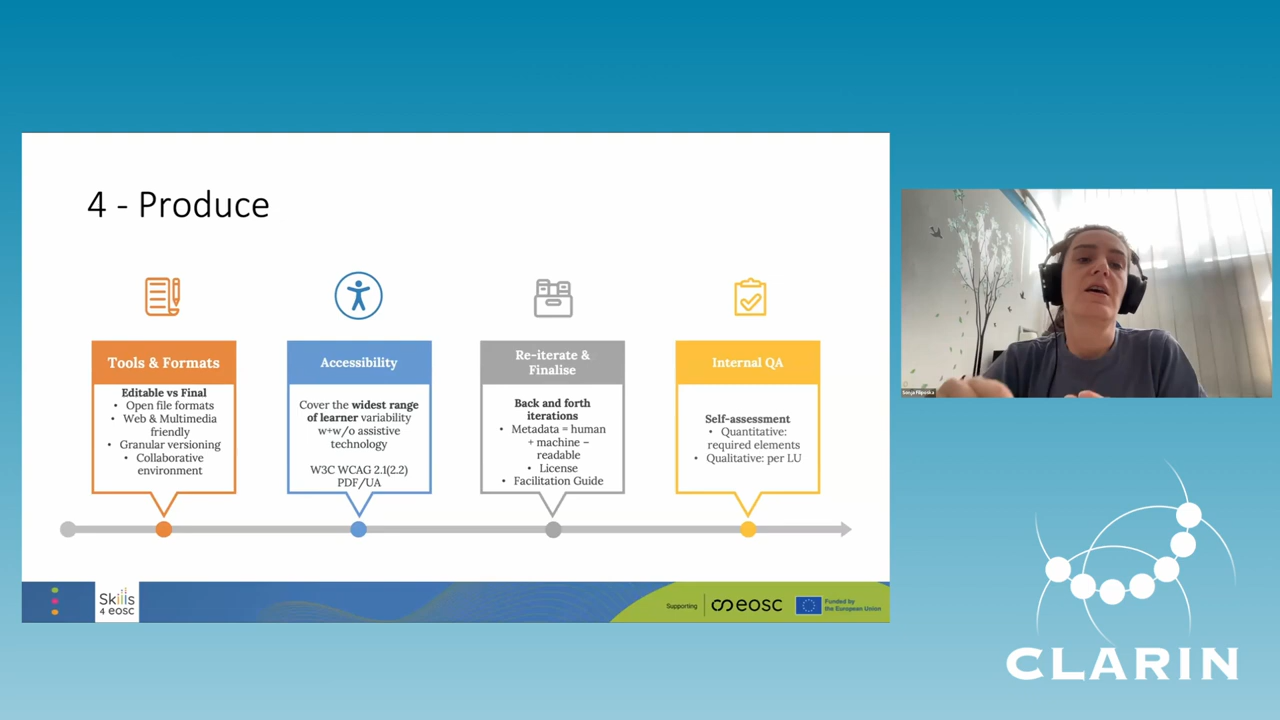 4 - Produce
Tools & Formats
Editable vs Final
• Open file formats
• Web & Multimedia
friendly
• Granular versioning
• Collaborative
environment
Accessibility
Cover the widest range
of learner variability
w+w/o assistive
technology
W3C WCAG 2.1(2.2)
PDF/UA
Re-iterate &
Finalise
Back and forth
iterations
• Metadata = human
+ machine –
readable
• License
• Facilitation Guide
Internal QA
Self-assessment
• Quantitative:
required elements
• Qualitative: per LU
Skills
4 eosc
Supporting
eosc
Funded by
the European Union
Sonja Filiposka
CLARIN